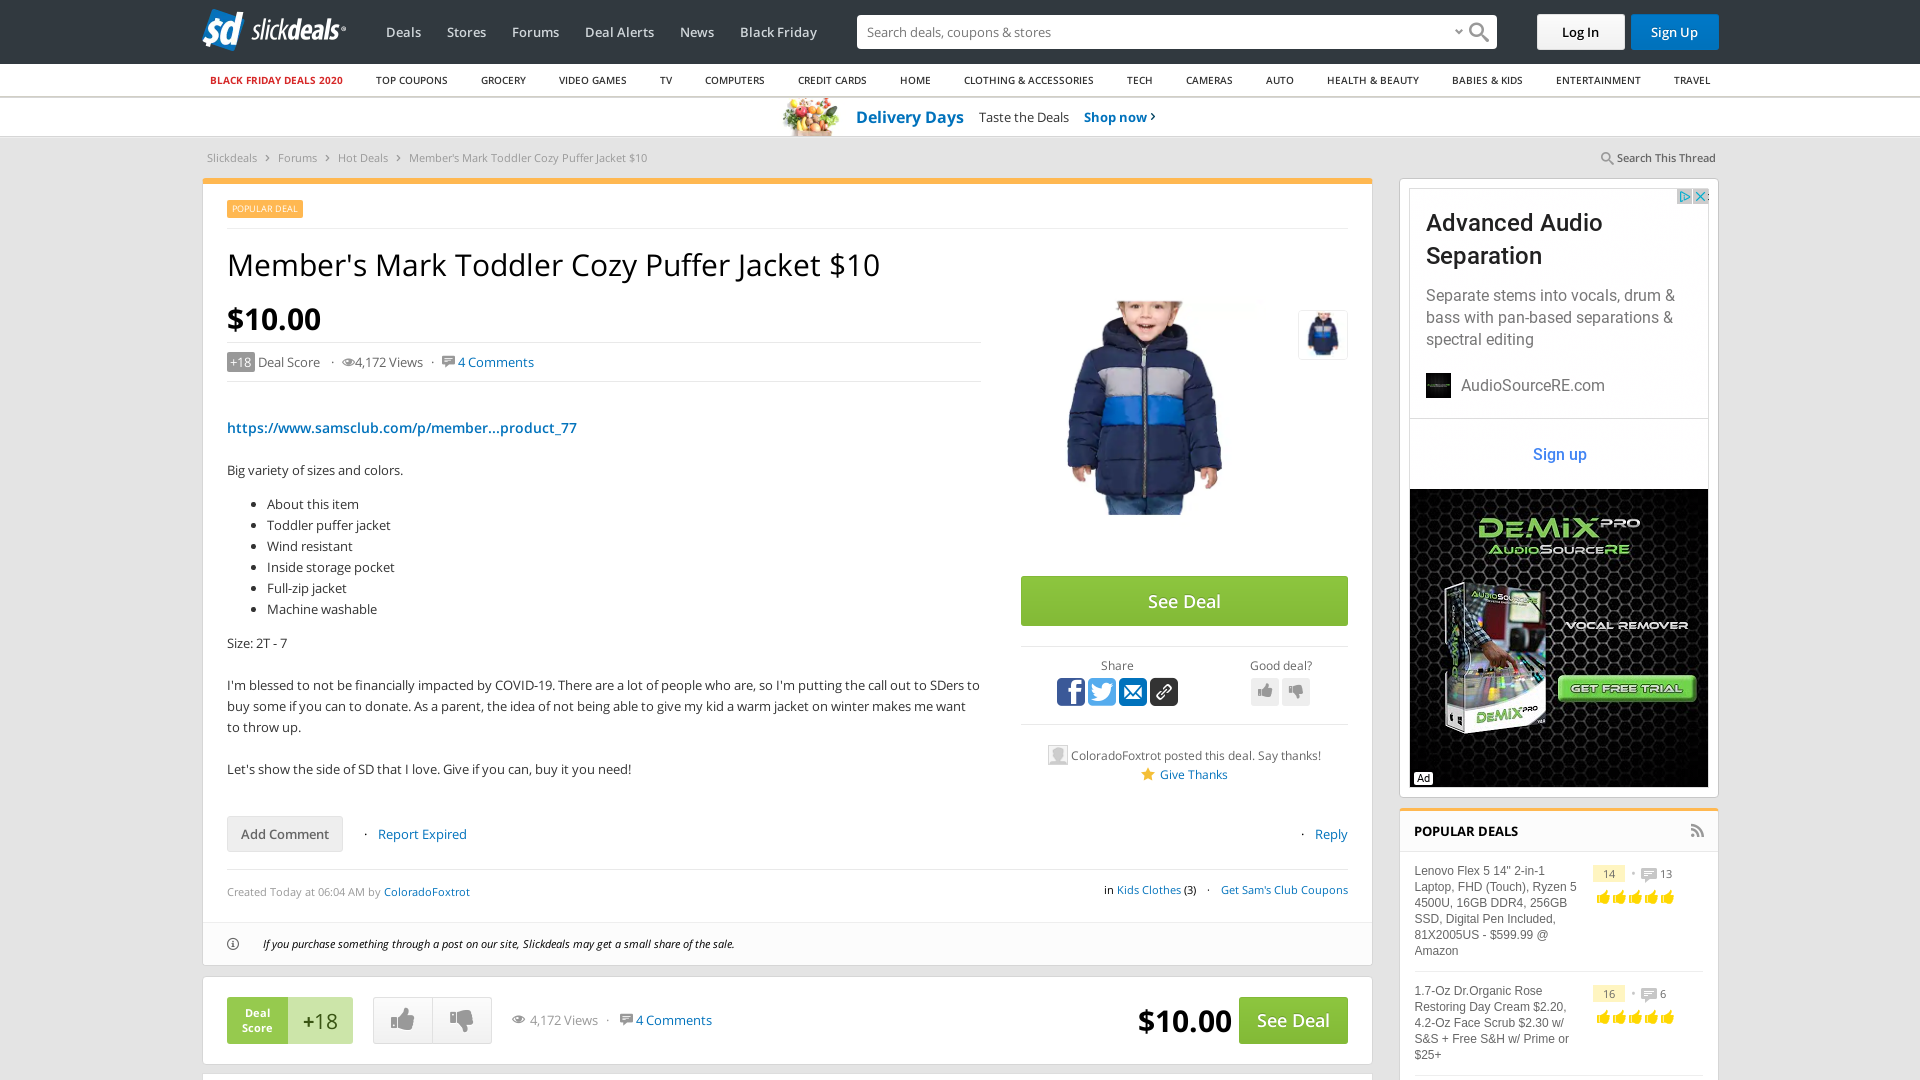 slickdeals
Deals
Stores
Forums
Deal Alerts
News
Black Friday
Search deals, coupons & stores
Log In
Sign Up
BLACK FRIDAY DEALS 2020
TOP COUPONS
GROCERY
VIDEO GAMES
TV
COMPUTERS
CREDIT CARDS
HOME
CLOTHING & ACCESSORIES
TECH
CAMERAS
AUTO
HEALTH & BEAUTY
BABIES & KIDS
ENTERTAINMENT
TRAVEL
Delivery Days Taste the Deals Shop now ›
Slickdeals › Forums › Hot Deals › Member's Mark Toddler Cozy Puffer Jacket $10
Search This Thread
POPULAR DEAL
Member's Mark Toddler Cozy Puffer Jacket $10
$10.00
+18 Deal Score · 4,172 Views · 4 Comments
https://www.samsclub.com/p/member...product_77
Big variety of sizes and colors.
About this item
Toddler puffer jacket
Wind resistant
Inside storage pocket
Full-zip jacket
Machine washable
Size: 2T - 7
I'm blessed to not be financially impacted by COVID-19. There are a lot of people who are, so I'm putting the call out to SDers to
buy some if you can to donate. As a parent, the idea of not being able to give my kid a warm jacket on winter makes me want
to throw up.
Let's show the side of SD that I love. Give if you can, buy it you need!
See Deal
Share
Good deal?
ColoradoFoxtrot posted this deal. Say thanks!
Give Thanks
Add Comment · Report Expired
· Reply
Created Today at 06:04 AM by ColoradoFoxtrot
in Kids Clothes (3) · Get Sam's Club Coupons
If you purchase something through a post on our site, Slickdeals may get a small share of the sale.
Deal
Score
+18
4,172 Views · 4 Comments
$10.00
See Deal
Advanced Audio
Separation
Separate stems into vocals, drum &
bass with pan-based separations &
spectral editing
AudioSourceRE.com
Sign up
DeMiX PRO
AudioSourceRE
AudioSourceRE
VOCAL REMOVER
GET FREE TRIAL
DeMiX PRO
Ad
POPULAR DEALS
Lenovo Flex 5 14" 2-in-1
Laptop, FHD (Touch), Ryzen 5
4500U, 16GB DDR4, 256GB
SSD, Digital Pen Included,
81X2005US - $599.99 @
Amazon
14 • 13
1.7-Oz Dr.Organic Rose
Restoring Day Cream $2.20,
4.2-Oz Face Scrub $2.30 w/
S&S + Free S&H w/ Prime or
$25+
16 • 6